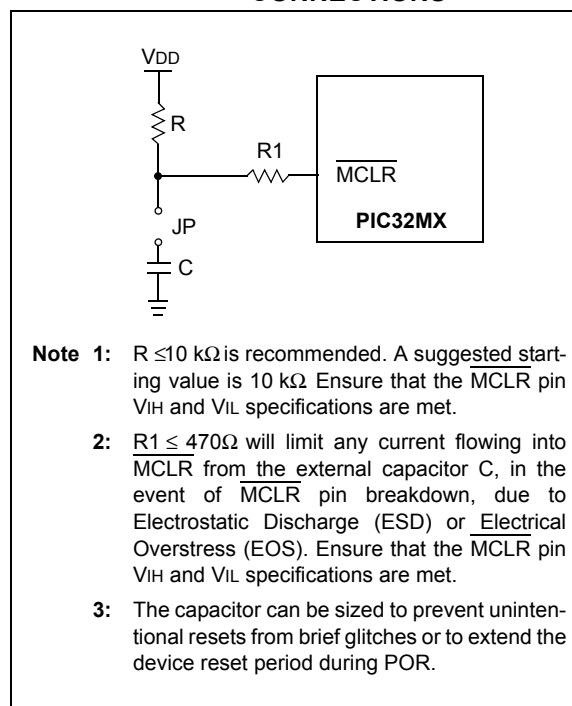 VDD
R
R1
MCLR
JP
PIC32MX
C
Note 1: R ≤10 kΩ is recommended. A suggested start-
ing value is 10 kΩ. Ensure that the MCLR pin
VIH and VIL specifications are met.
2: R1 ≤ 470Ω will limit any current flowing into
MCLR from the external capacitor C, in the
event of MCLR pin breakdown, due to
Electrostatic Discharge (ESD) or Electrical
Overstress (EOS). Ensure that the MCLR pin
VIH and VIL specifications are met.
3: The capacitor can be sized to prevent uninten-
tional resets from brief glitches or to extend the
device reset period during POR.